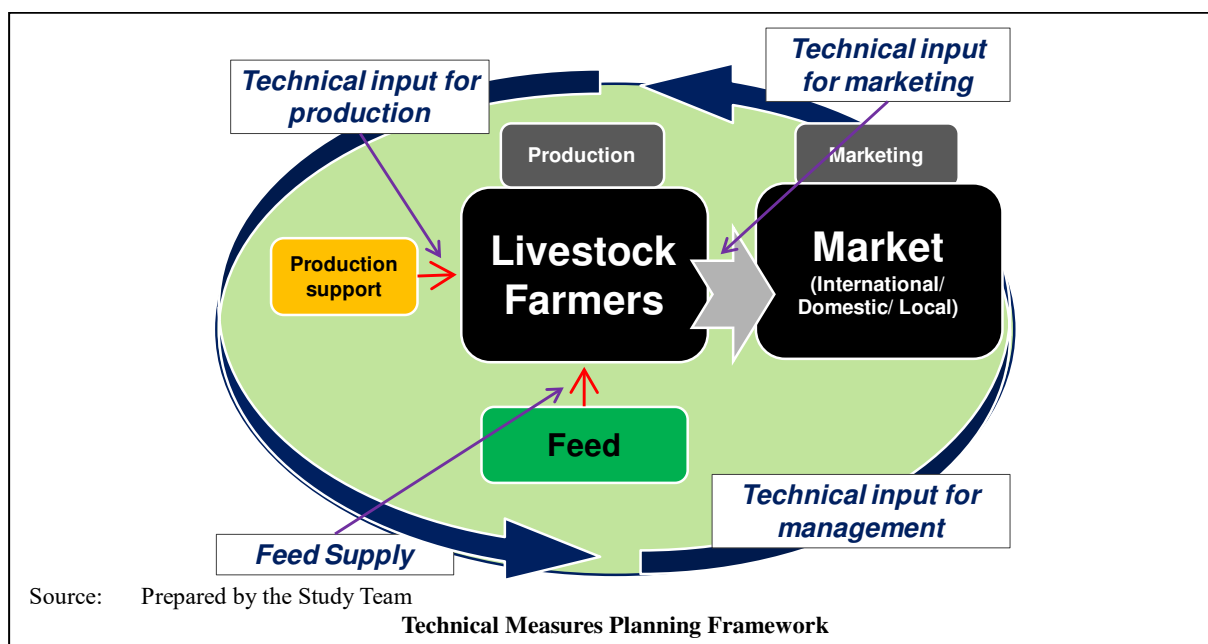 Technical input for
production
Technical input
for marketing
Production
Marketing
Livestock
Farmers
Market
(International/
Domestic/ Local)
Production
support
Feed
Technical input for
management
Feed Supply
Source: Prepared by the Study Team
Technical Measures Planning Framework